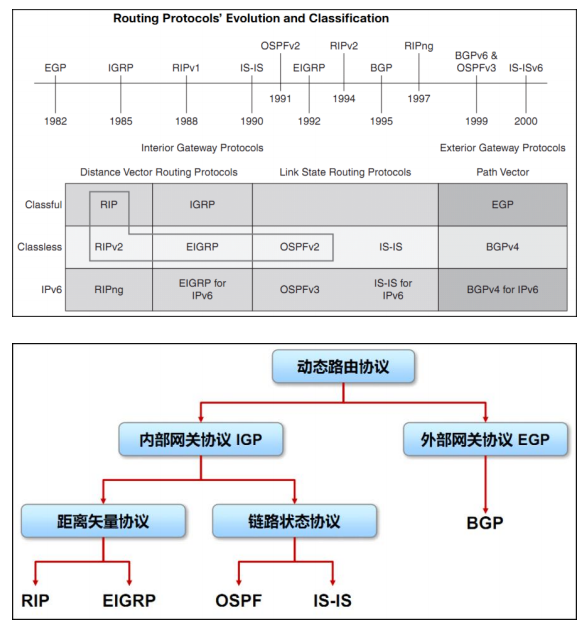 Routing Protocols' Evolution and Classification
OSPFv2 RIPv2 RIPng
EGP IGRP RIPv1 IS-IS EIGRP BGP BGPv6 & OSPFv3 IS-ISv6
1991 1994 1997
1982 1985 1988 1990 1992 1995 1999 2000
Interior Gateway Protocols Exterior Gateway Protocols
Distance Vector Routing Protocols Link State Routing Protocols Path Vector
Classful RIP IGRP EGP
Classless RIPv2 EIGRP OSPFv2 IS-IS BGPv4
IPv6 RIPng EIGRP for IPv6 OSPFv3 IS-IS for IPv6 BGPv4 for IPv6
动态路由协议
内部网关协议 IGP 外部网关协议 EGP
距离矢量协议 链路状态协议 BGP
RIP EIGRP OSPF IS-IS